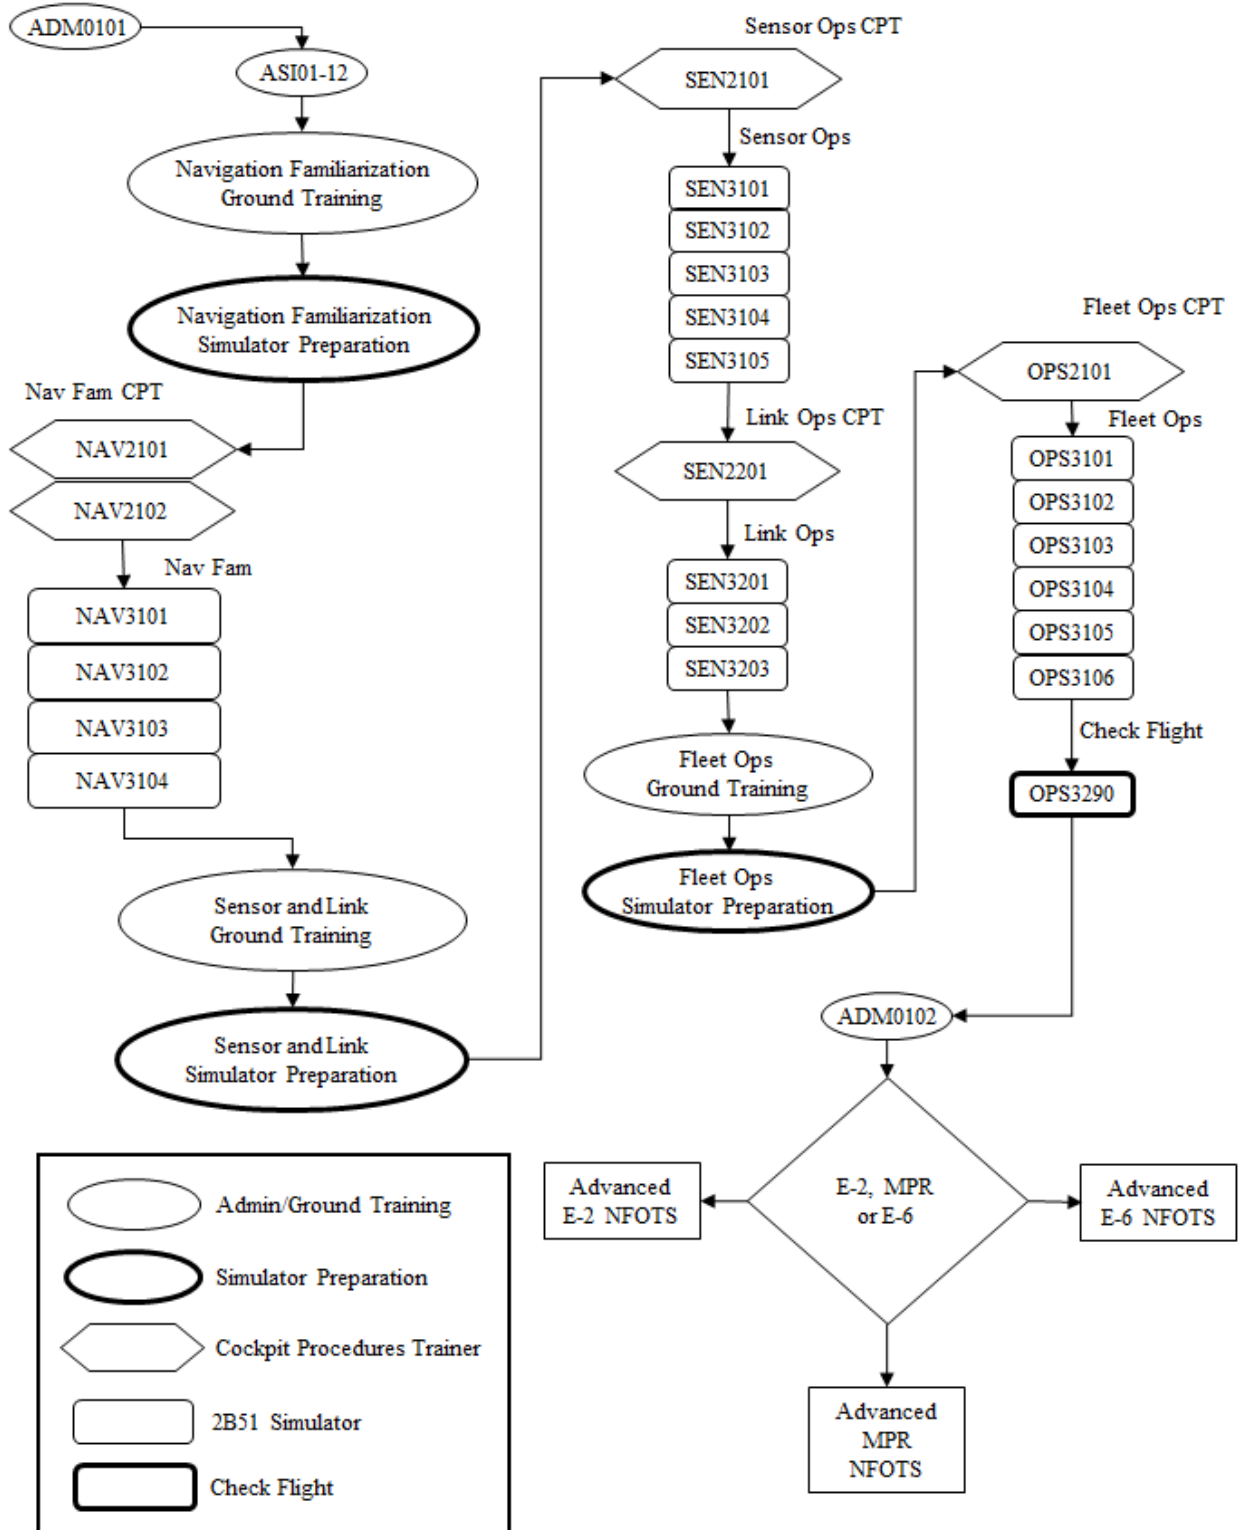 ADM0101
ASI01-12
Navigation Familiarization
Ground Training
Navigation Familiarization
Simulator Preparation
Nav Fam CPT
NAV2101
NAV2102
Nav Fam
NAV3101
NAV3102
NAV3103
NAV3104
Sensor and Link
Ground Training
Sensor and Link
Simulator Preparation
Sensor Ops CPT
SEN2101
Sensor Ops
SEN3101
SEN3102
SEN3103
SEN3104
SEN3105
Link Ops CPT
SEN2201
Link Ops
SEN3201
SEN3202
SEN3203
Fleet Ops
Ground Training
Fleet Ops
Simulator Preparation
Fleet Ops CPT
OPS2101
Fleet Ops
OPS3101
OPS3102
OPS3103
OPS3104
OPS3105
OPS3106
Check Flight
OPS3290
ADM0102
E-2, MPR
or E-6
Advanced
E-2 NFOTS
Advanced
E-6 NFOTS
Advanced
MPR
NFOTS
Admin/Ground Training
Simulator Preparation
Cockpit Procedures Trainer
2B51 Simulator
Check Flight